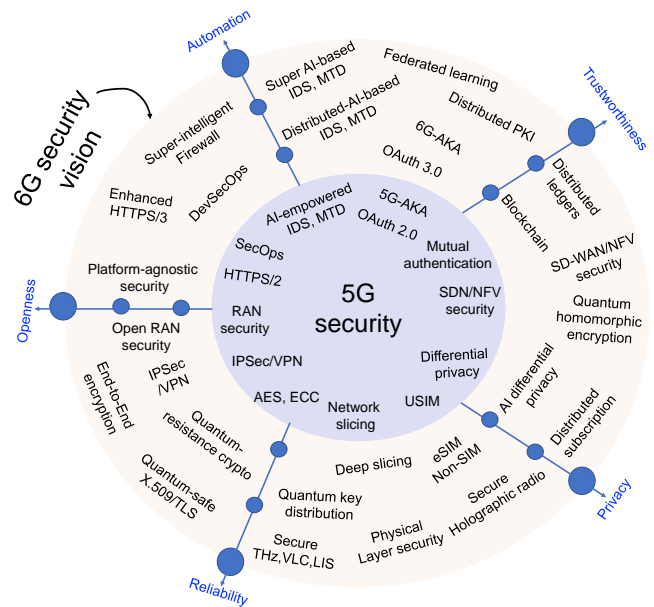 Automation
Super AI-based
IDS, MTD
Federated learning
Trustworthiness
6G security
vision
Super-intelligent
Firewall
Distributed-AI-based
IDS, MTD
Distributed PKI
6G-AKA
OAuth 3.0
Distributed
ledgers
Enhanced
HTTPS/3
DevSecOps
AI-empowered
IDS, MTD
5G-AKA
OAuth 2.0
Blockchain
SecOps
Mutual
authentication
SD-WAN/NFV
security
Platform-agnostic
security
HTTPS/2
5G
security
SDN/NFV
security
Quantum
homomorphic
encryption
Openness
Open RAN
security
RAN
security
IPSec
/VPN
IPSec/VPN
Differential
privacy
AI differential
privacy
End-to-End
encryption
AES, ECC
Network
slicing
USIM
Distributed
subscription
Quantum-
resistance crypto
Deep slicing
eSIM
Non-SIM
Quantum-safe
X.509/TLS
Quantum key
distribution
Secure
Holographic radio
Privacy
Physical
Layer security
Secure
THz,VLC,LIS
Reliability